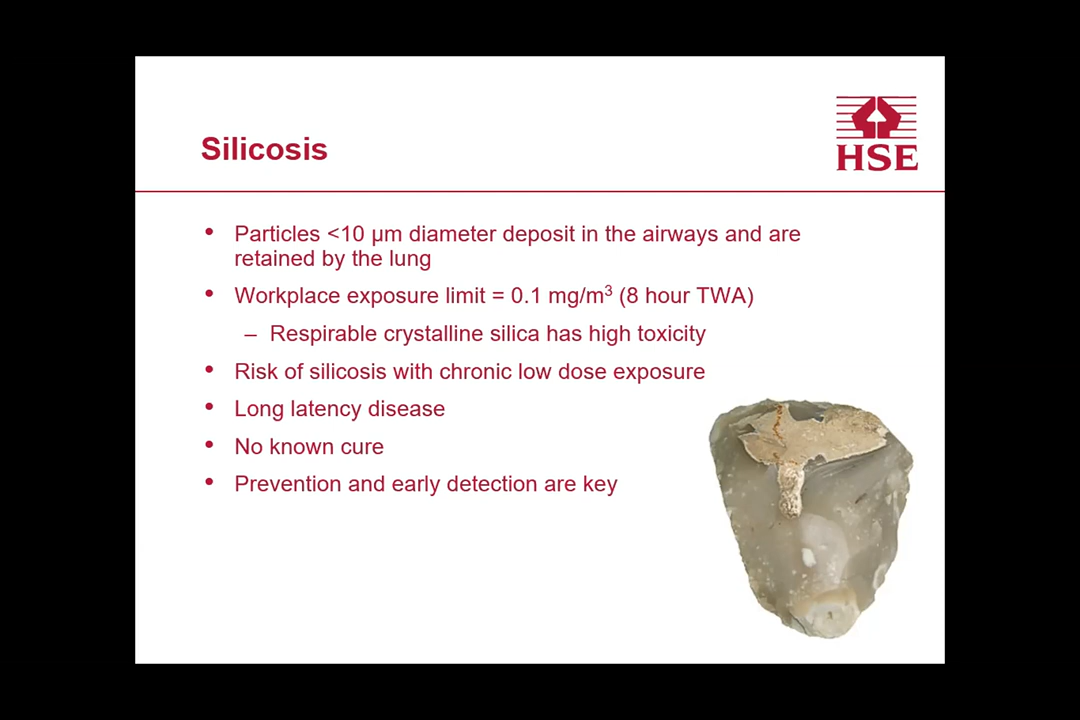 HSE
Silicosis
• Particles <10 µm diameter deposit in the airways and are
retained by the lung
• Workplace exposure limit = 0.1 mg/m³ (8 hour TWA)
– Respirable crystalline silica has high toxicity
• Risk of silicosis with chronic low dose exposure
• Long latency disease
• No known cure
• Prevention and early detection are key